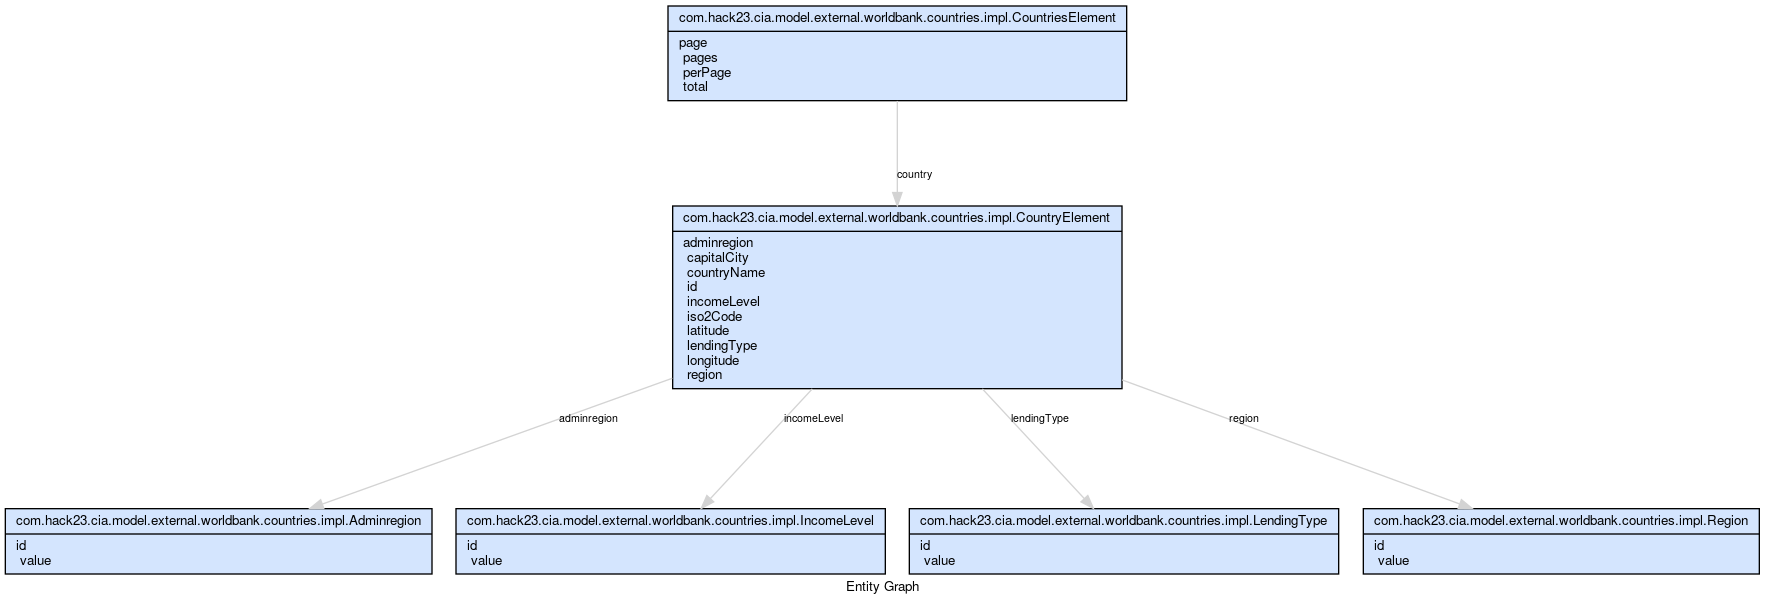 com.hack23.cia.model.external.worldbank.countries.impl.CountriesElement
page
pages
perPage
total
country
com.hack23.cia.model.external.worldbank.countries.impl.CountryElement
adminregion
capitalCity
countryName
id
incomeLevel
iso2Code
latitude
lendingType
longitude
region
adminregion
incomeLevel
lendingType
region
com.hack23.cia.model.external.worldbank.countries.impl.Adminregion
id
value
com.hack23.cia.model.external.worldbank.countries.impl.IncomeLevel
id
value
com.hack23.cia.model.external.worldbank.countries.impl.LendingType
id
value
com.hack23.cia.model.external.worldbank.countries.impl.Region
id
value
Entity Graph